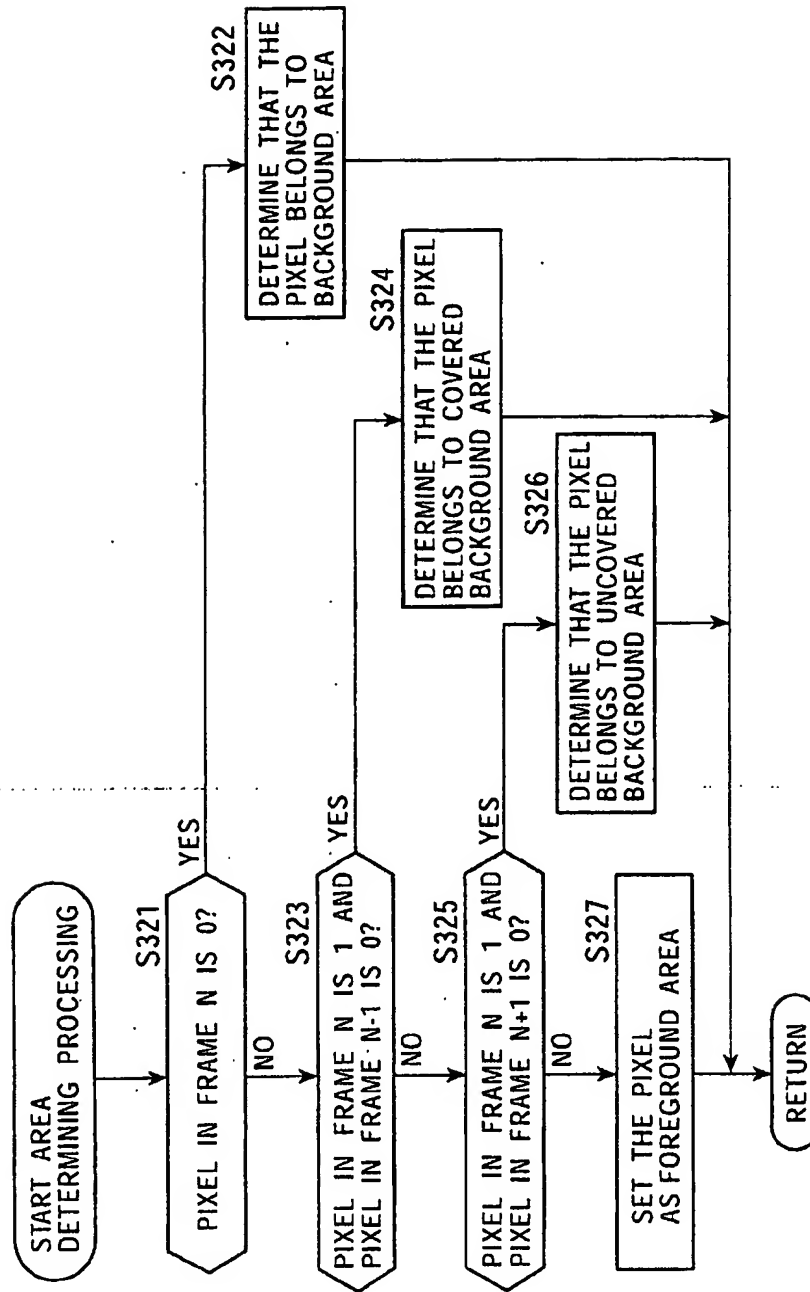 START AREA
DETERMINING PROCESSING
S321
PIXEL IN FRAME N IS 0?
YES
NO
S322
DETERMINE THAT THE
PIXEL BELONGS TO
BACKGROUND AREA
S323
PIXEL IN FRAME N IS 1 AND
PIXEL IN FRAME N-1 IS 0?
YES
NO
S324
DETERMINE THAT THE PIXEL
BELONGS TO COVERED
BACKGROUND AREA
S325
PIXEL IN FRAME N IS 1 AND
PIXEL IN FRAME N+1 IS 0?
YES
NO
S326
DETERMINE THAT THE PIXEL
BELONGS TO UNCOVERED
BACKGROUND AREA
S327
SET THE PIXEL
AS FOREGROUND AREA
RETURN